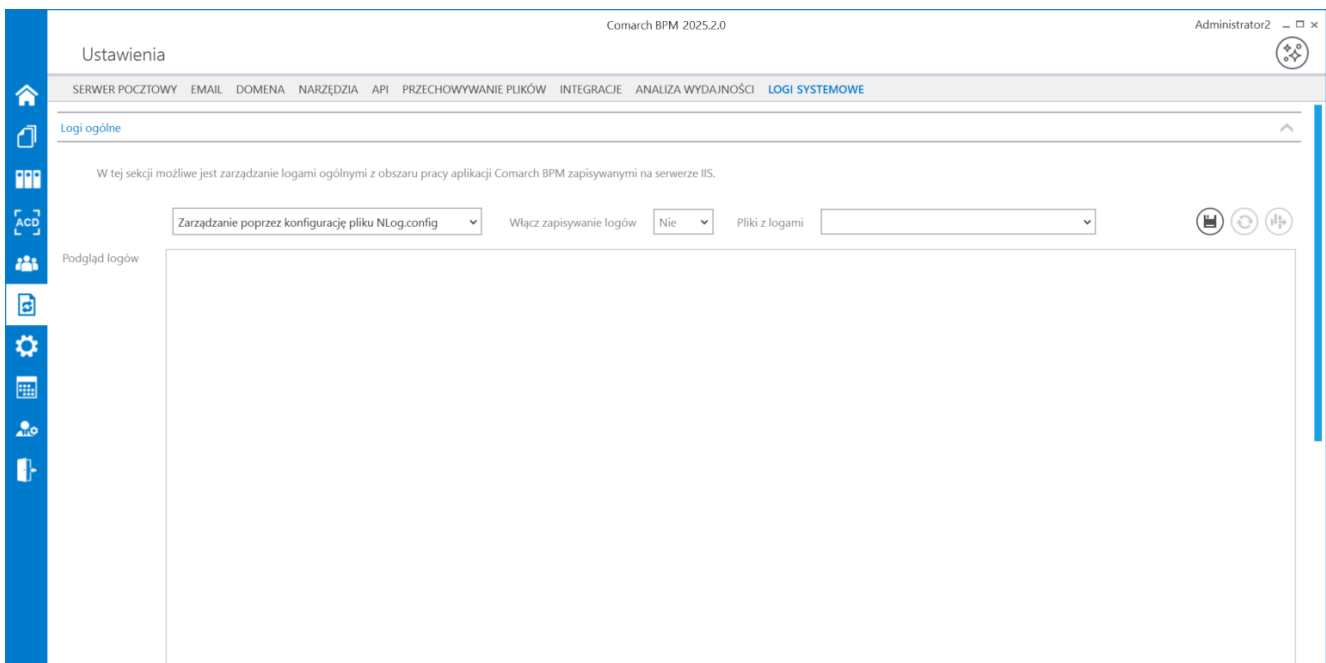 Comarch BPM 2025.2.0
Administrator2
Ustawienia
SERWER POCZTOWY EMAIL DOMENA NARZĘDZIA API PRZECHOWYWANIE PLIKÓW INTEGRACJE ANALIZA WYDAJNOŚCI LOGI SYSTEMOWE
Logi ogólne
W tej sekcji możliwe jest zarządzanie logami ogólnymi z obszaru pracy aplikacji Comarch BPM zapisywanymi na serwerze IIS.
Zarządzanie poprzez konfigurację pliku NLog.config Włącz zapisywanie logów Nie Pliki z logami
Podgląd logów
ACD